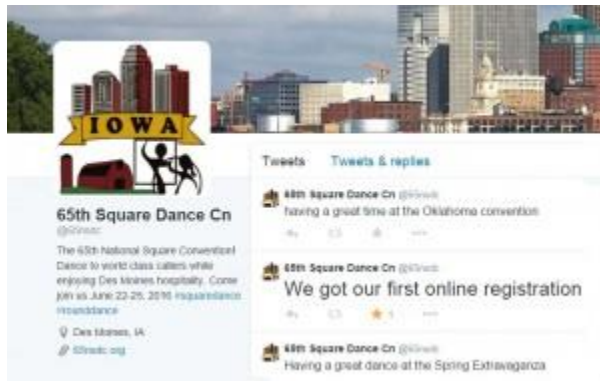 IOWA
Tweets Tweets & replies
65th Square Dance Cn @65nsdc
having a great time at the Oklahoma convention
65th Square Dance Cn
@65nsdc
The 65th National Square Convention!
Dance to world class callers while
enjoying Des Moines hospitality. Come
join us June 22-25, 2016 #squaredance
#rounddance
Des Moines, IA
65nsdc.org
65th Square Dance Cn @65nsdc
We got our first online registration
65th Square Dance Cn @65nsdc
Having a great dance at the Spring Extravaganza